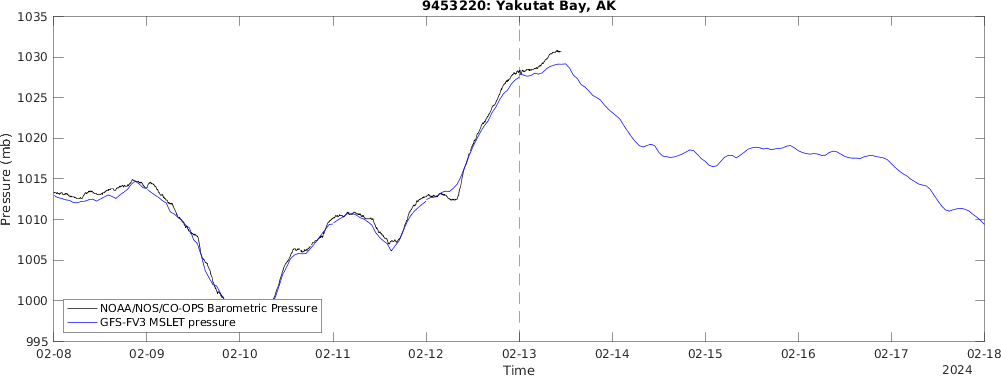 9453220: Yakutat Bay, AK
Pressure (mb)
1035
1030
1025
1020
1015
1010
1005
1000
995
NOAA/NOS/CO-OPS Barometric Pressure
GFS-FV3 MSLET pressure
02-08 02-09 02-10 02-11 02-12 02-13 02-14 02-15 02-16 02-17 02-18
Time
2024